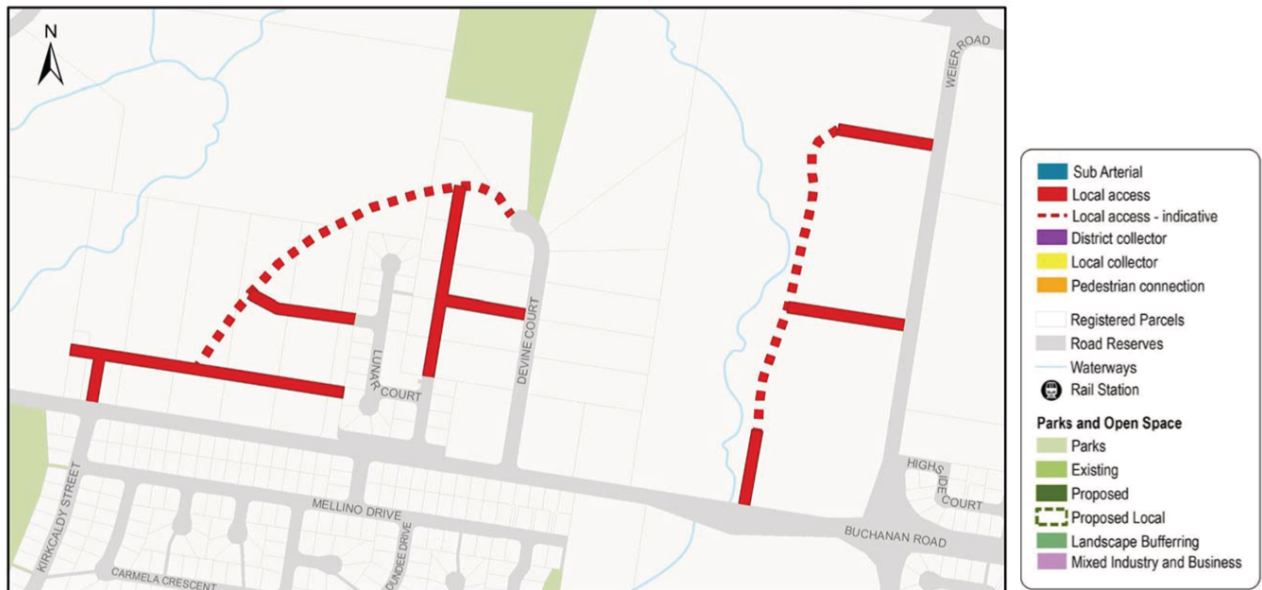 N
WEIER ROAD
DEVINE COURT
LUNAR COURT
HIGHSIDE COURT
KIRKCALDY STREET
MELLINO DRIVE
DUNDEE DRIVE
BUCHANAN ROAD
CARMELA CRESCENT
Sub Arterial
Local access
Local access - indicative
District collector
Local collector
Pedestrian connection
Registered Parcels
Road Reserves
Waterways
Rail Station
Parks and Open Space
Parks
Existing
Proposed
Proposed Local
Landscape Bufferring
Mixed Industry and Business